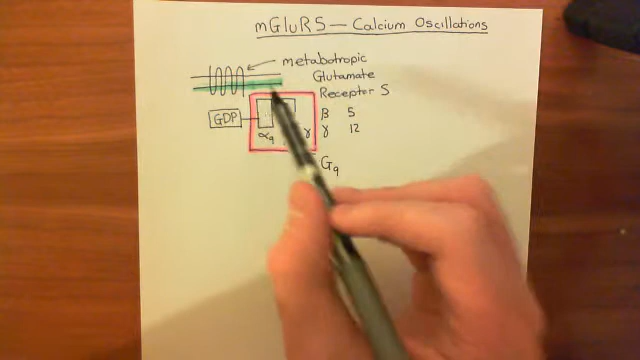 mGluR5 — Calcium Oscillations
metabotropic
Glutamate
Receptor 5
GDP
β 5
αq γ γ 12
Gq